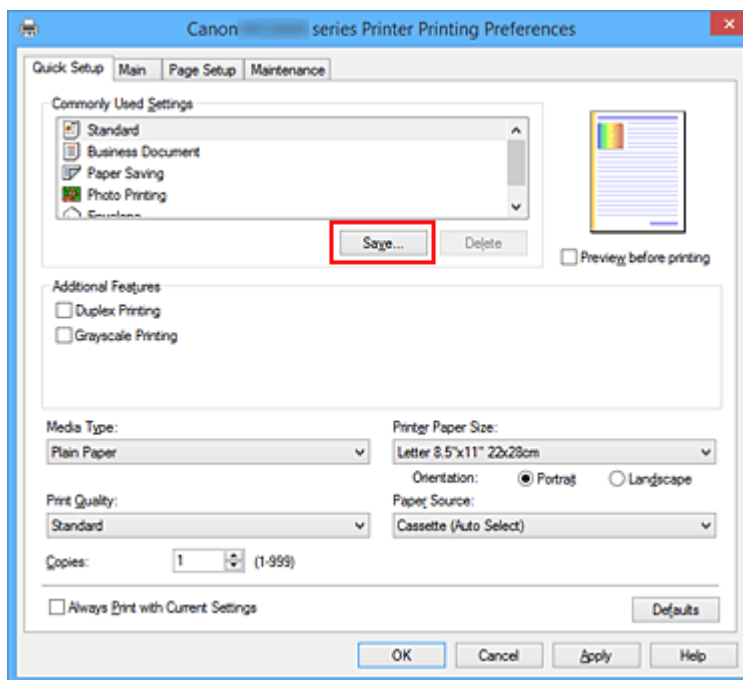 Canon series Printer Printing Preferences
Quick Setup Main Page Setup Maintenance
Commonly Used Settings
Standard
Business Document
Paper Saving
Photo Printing
Envelope
Save... Delete
Preview before printing
Additional Features
Duplex Printing
Grayscale Printing
Media Type: Printer Paper Size:
Plain Paper Letter 8.5"x11" 22x28cm
Orientation: Portrait Landscape
Print Quality: Paper Source:
Standard Cassette (Auto Select)
Copies: 1 (1-999)
Always Print with Current Settings Defaults
OK Cancel Apply Help